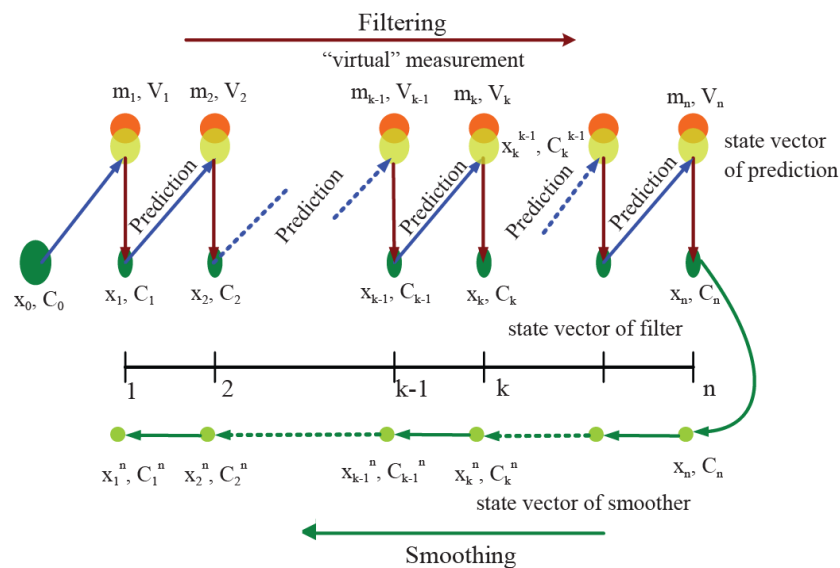 Filtering
“virtual” measurement
m₁, V₁
m₂, V₂
mₖ₋₁, Vₖ₋₁
mₖ, Vₖ
mₙ, Vₙ
xₖᵏ⁻¹, Cₖᵏ⁻¹
state vector
of prediction
Prediction
Prediction
Prediction
Prediction
Prediction
x₀, C₀
x₁, C₁
x₂, C₂
xₖ₋₁, Cₖ₋₁
xₖ, Cₖ
xₙ, Cₙ
state vector of filter
1
2
k-1
k
n
x₁ⁿ, C₁ⁿ
x₂ⁿ, C₂ⁿ
xₖ₋₁ⁿ, Cₖ₋₁ⁿ
xₖⁿ, Cₖⁿ
xₙ, Cₙ
state vector of smoother
Smoothing